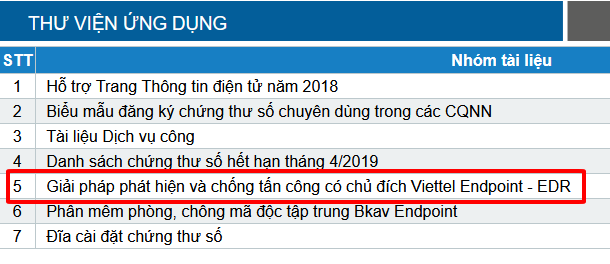 THƯ VIỆN ỨNG DỤNG
STT Nhóm tài liệu
1 Hỗ trợ Trang Thông tin điện tử năm 2018
2 Biểu mẫu đăng ký chứng thư số chuyên dùng trong các CQNN
3 Tài liệu Dịch vụ công
4 Danh sách chứng thư số hết hạn tháng 4/2019
5 Giải pháp phát hiện và chống tấn công có chủ đích Viettel Endpoint - EDR
6 Phần mêm phòng, chống mã độc tập trung Bkav Endpoint
7 Đĩa cài đặt chứng thư số